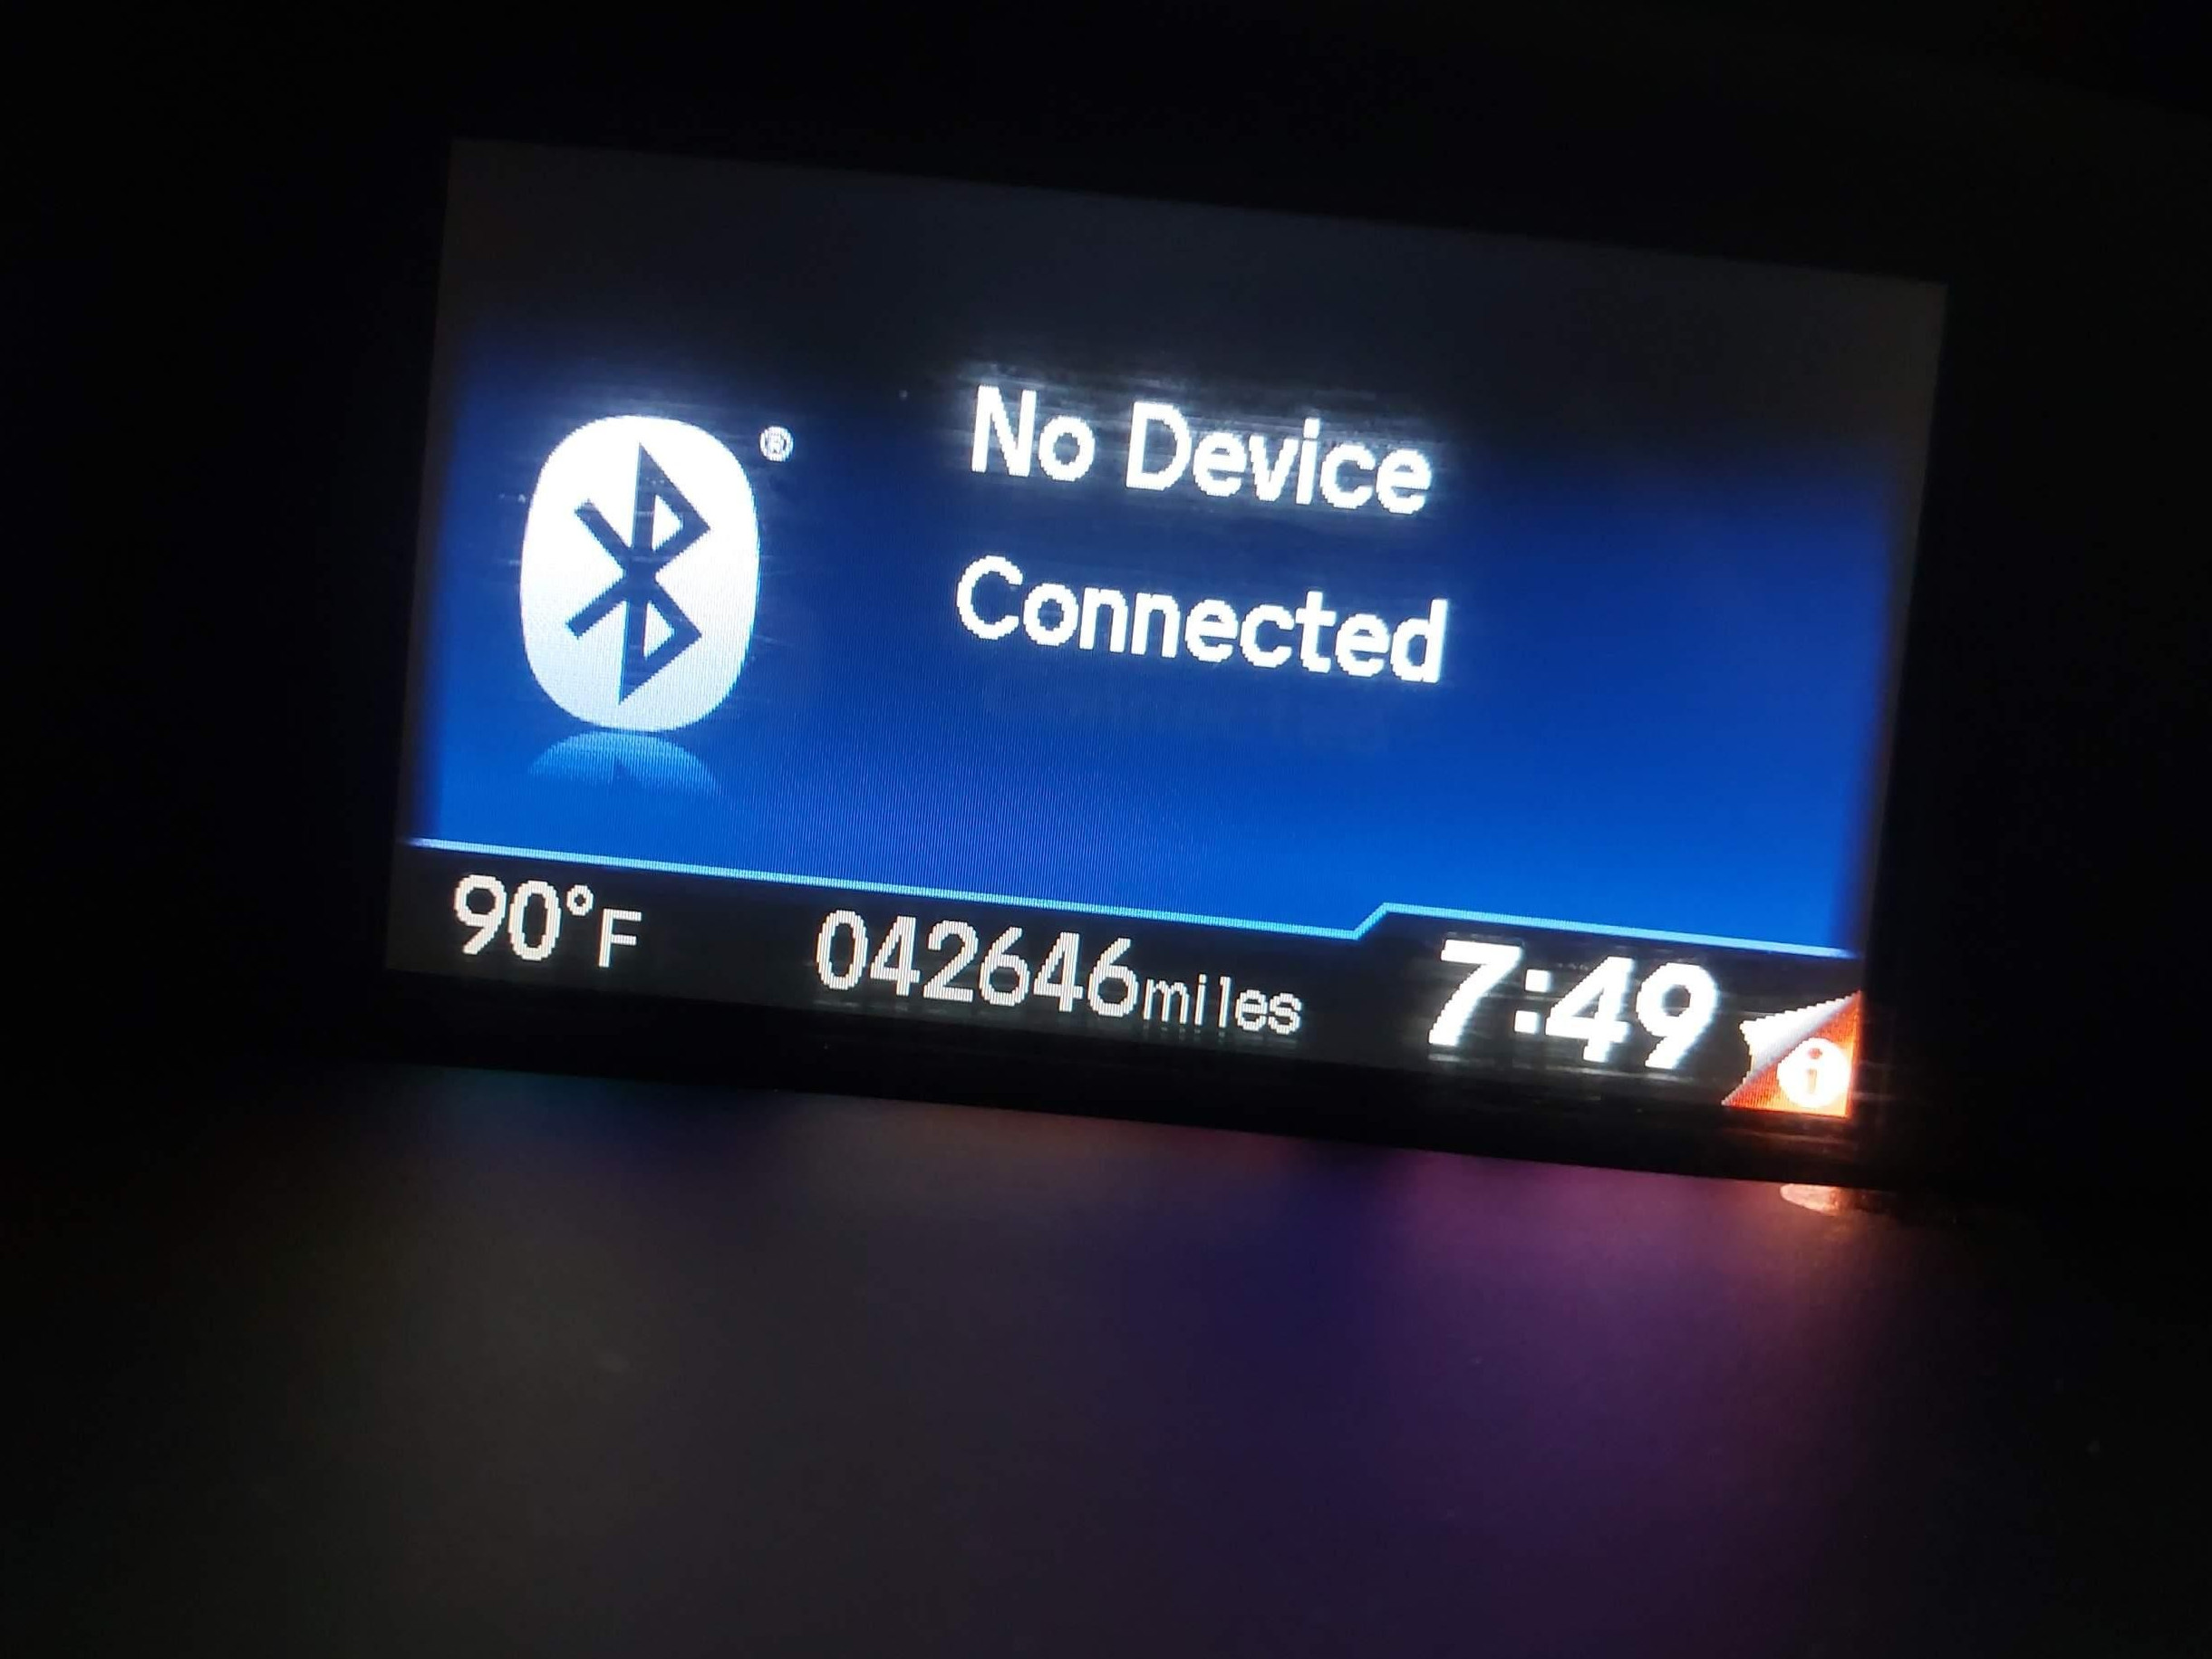 ®
No Device
Connected
90°F
042646miles
7:49
i